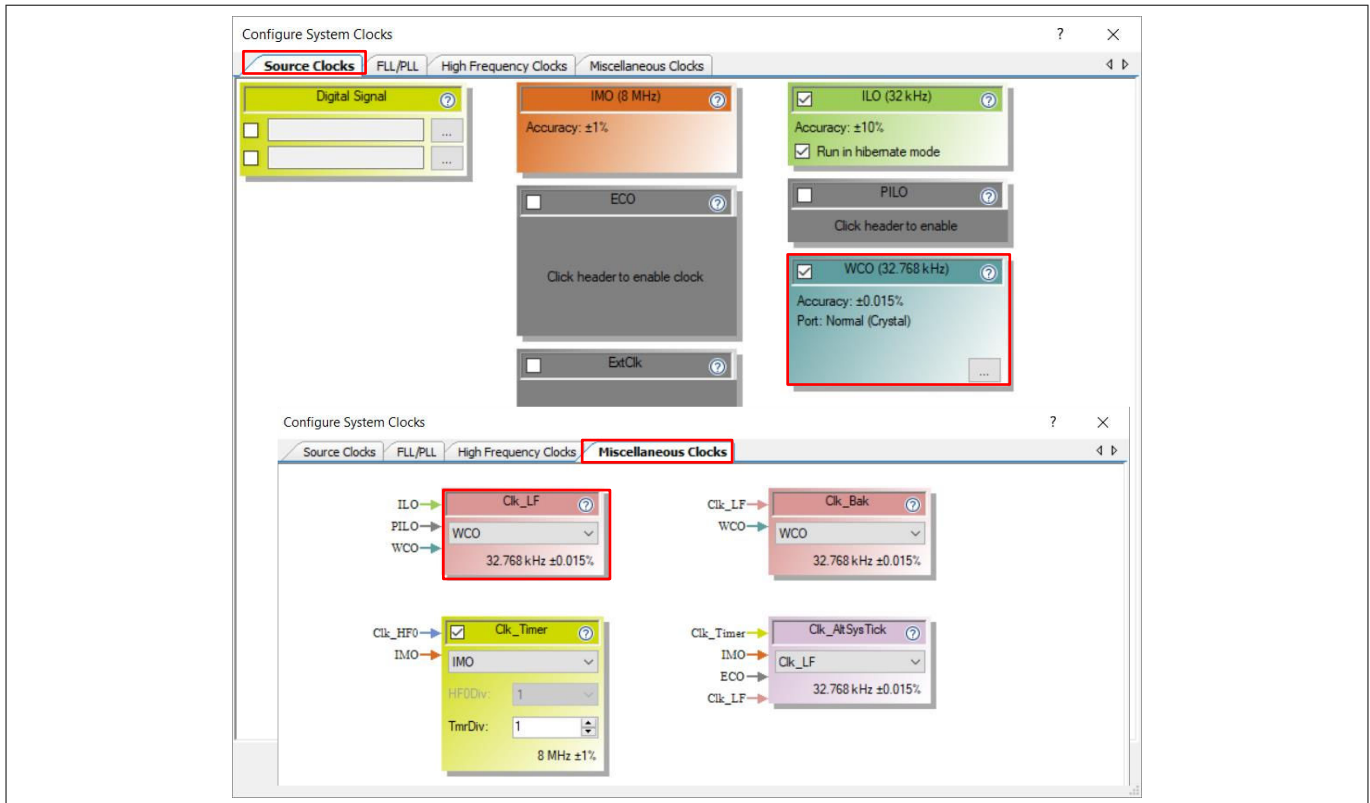 Configure System Clocks ? ×
Source Clocks FLL/PLL High Frequency Clocks Miscellaneous Clocks
Digital Signal ?
...
...
IMO (8 MHz) ?
Accuracy: ±1%
ILO (32 kHz) ?
Accuracy: ±10%
Run in hibernate mode
ECO ?
Click header to enable clock
PILO ?
Click header to enable
WCO (32.768 kHz) ?
Accuracy: ±0.015%
Port: Normal (Crystal)
...
ExtClk ?
Configure System Clocks ? ×
Source Clocks FLL/PLL High Frequency Clocks Miscellaneous Clocks
ILO
PILO
WCO
Clk_LF ?
WCO
32.768 kHz ±0.015%
Clk_LF
WCO
Clk_Bak ?
WCO
32.768 kHz ±0.015%
Clk_HF0
IMO
Clk_Timer ?
IMO
HF0Div: 1
TmrDiv: 1
8 MHz ±1%
Clk_Timer
IMO
ECO
Clk_LF
Clk_AltSysTick ?
Clk_LF
32.768 kHz ±0.015%